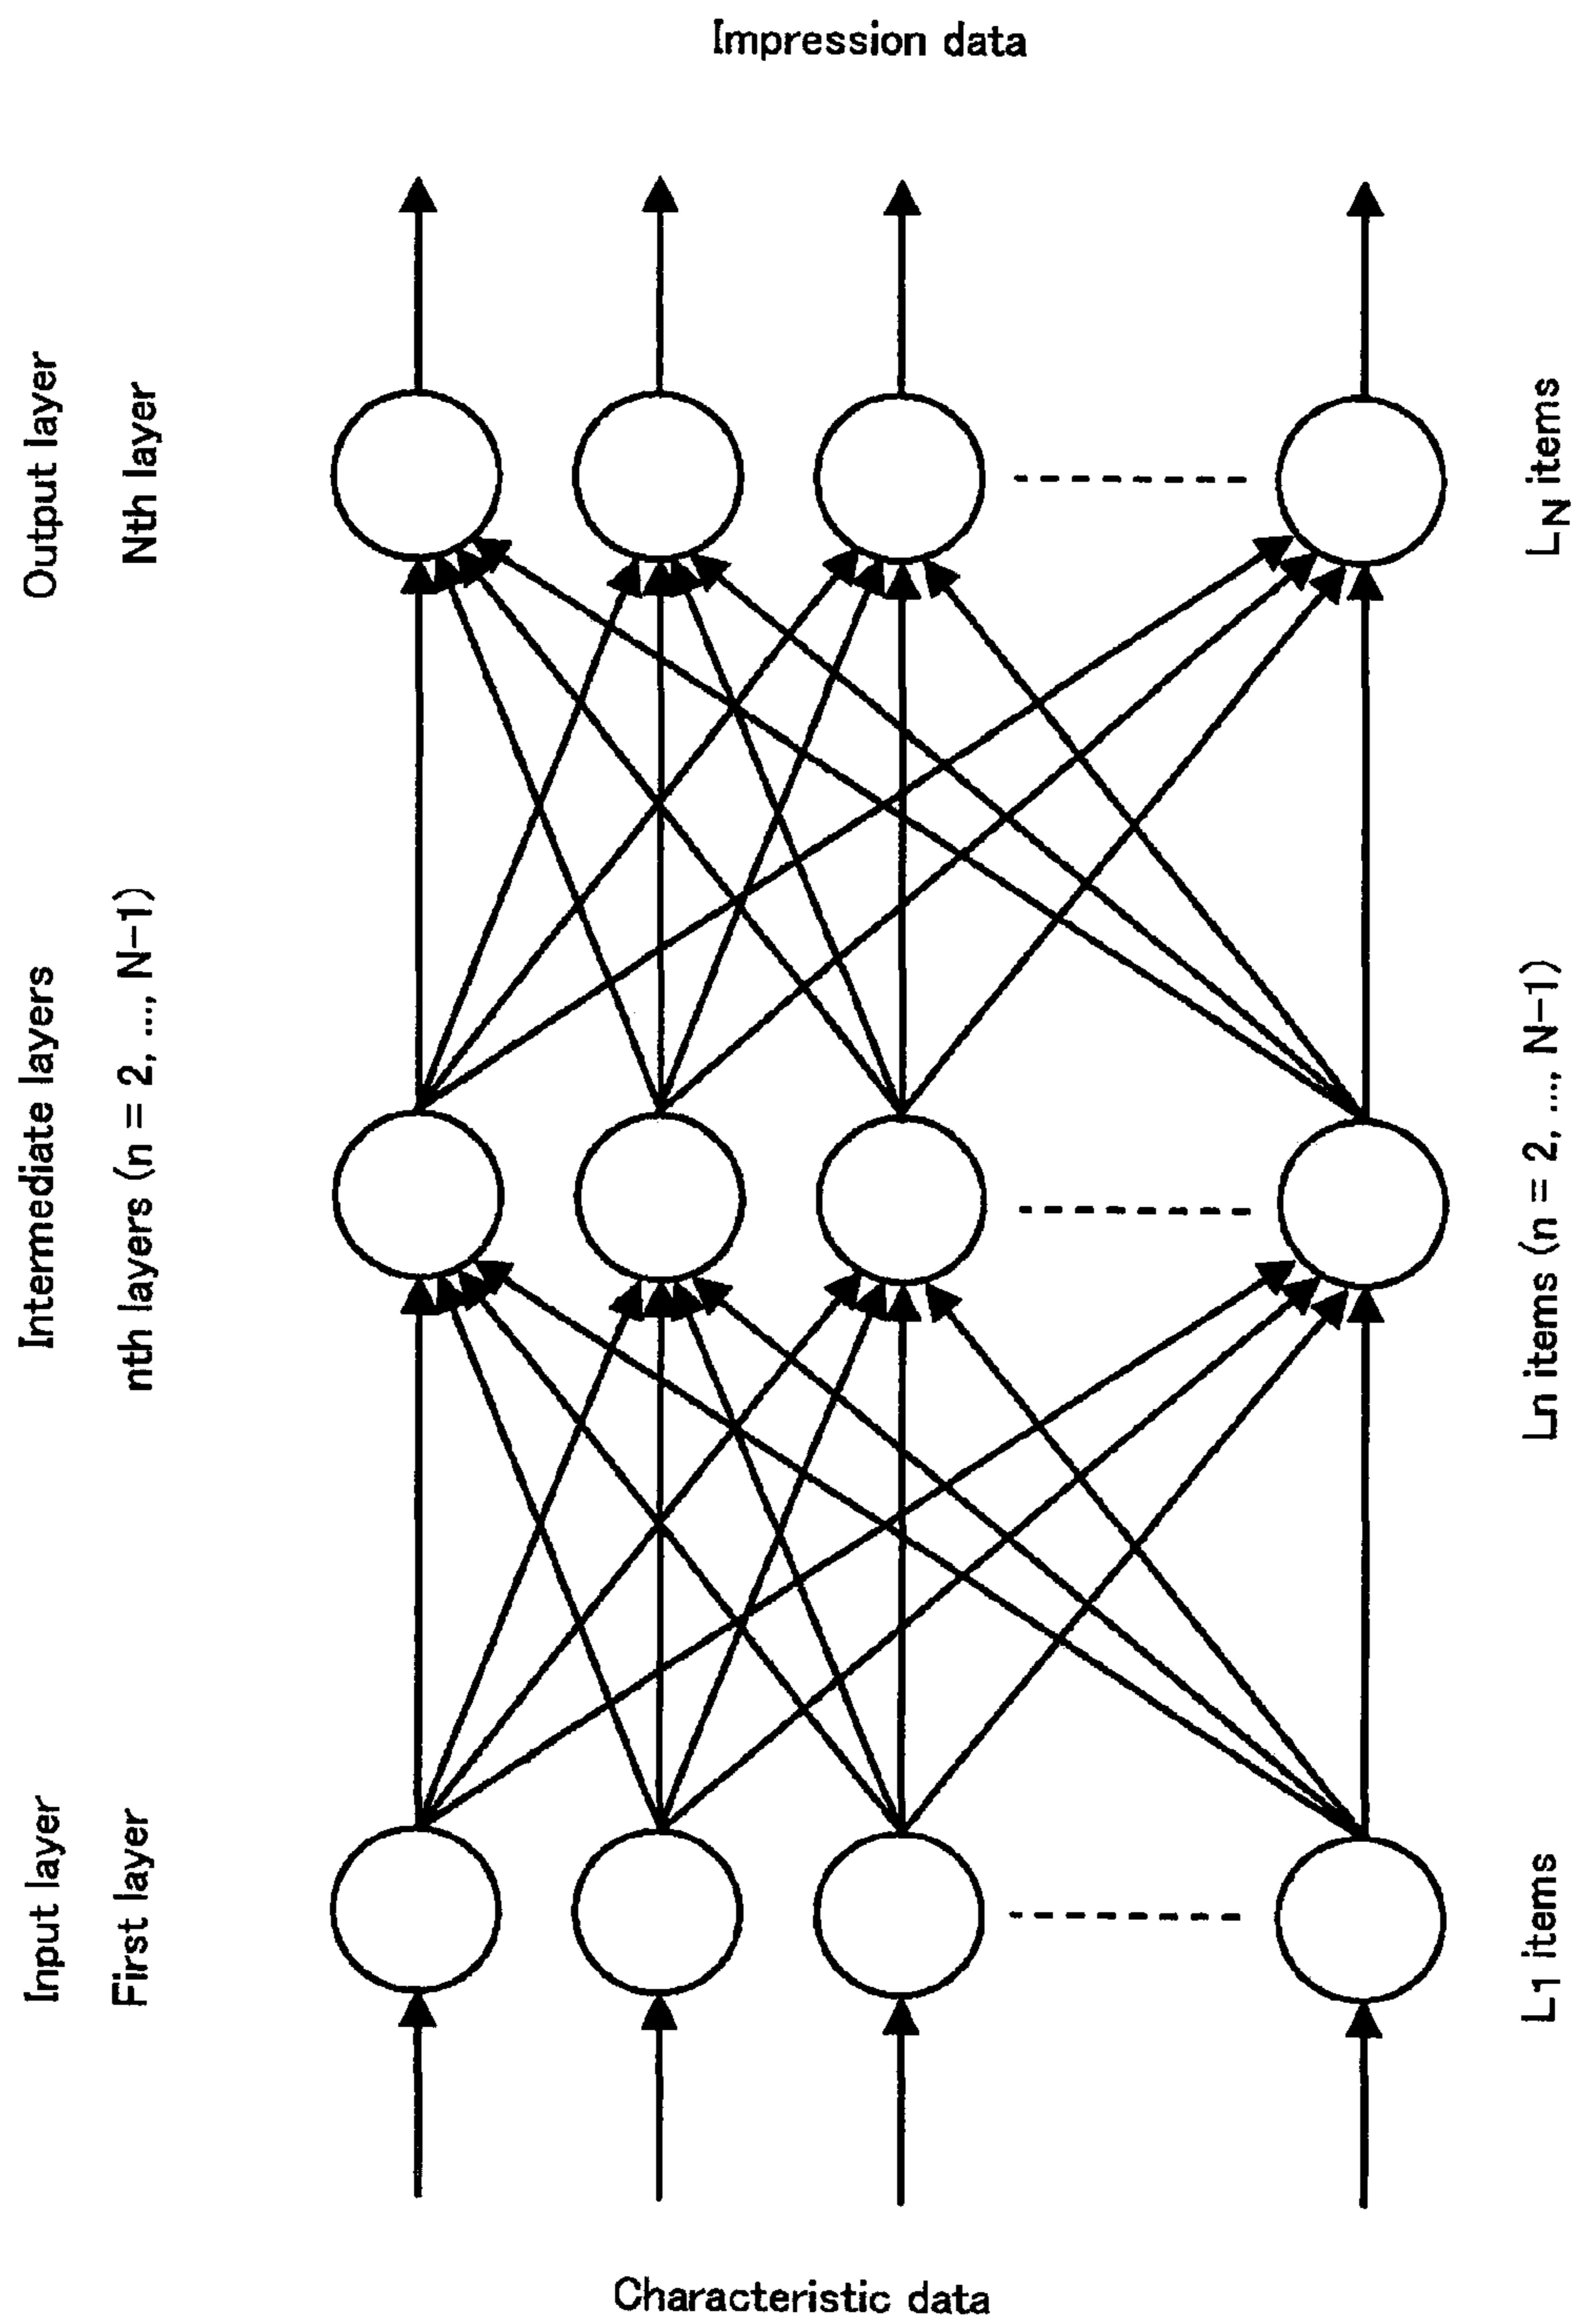 Impression data
Output layer
Nth layer
LN items
Intermediate layers
nth layers (n = 2, ..., N-1)
Ln items (n = 2, ..., N-1)
Input layer
First layer
L1 items
Characteristic data